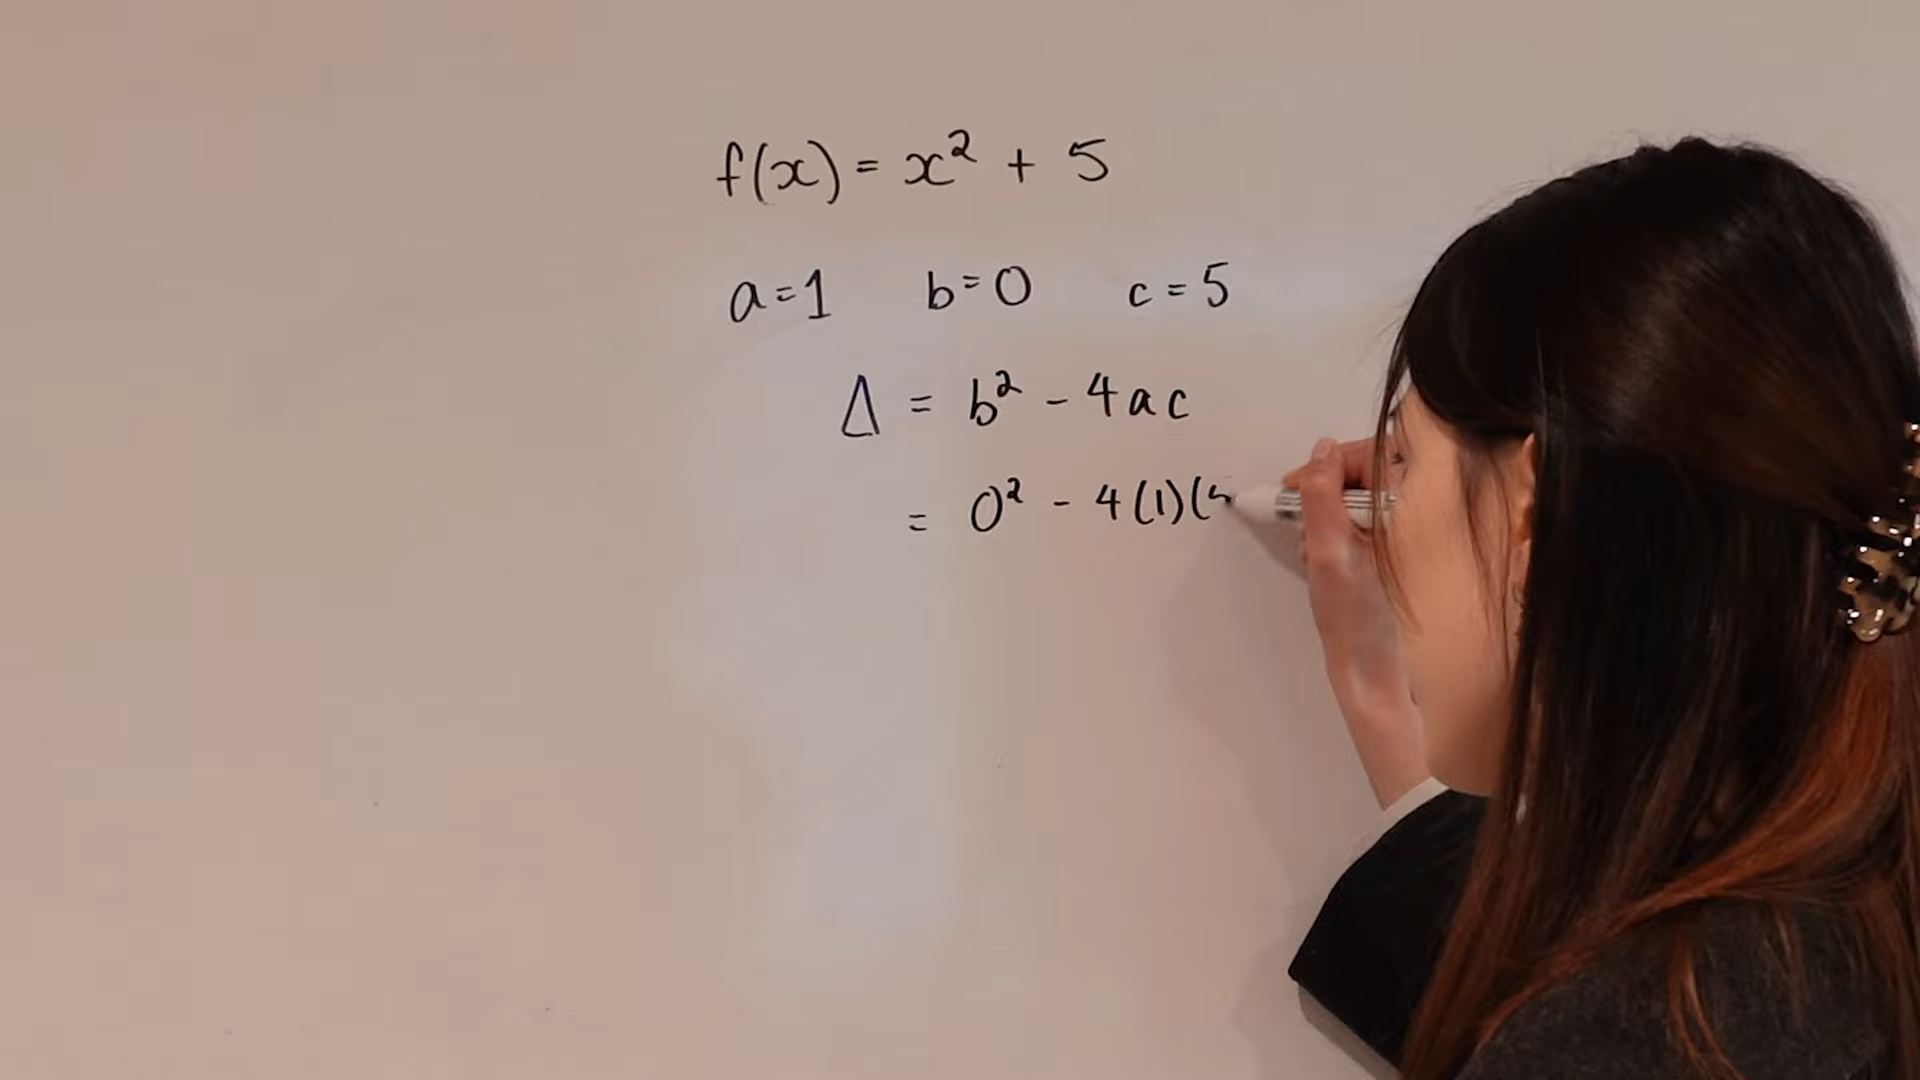 f(x) = x² + 5
a=1 b=0 c=5
Δ = b² - 4ac
= 0² - 4(1)(